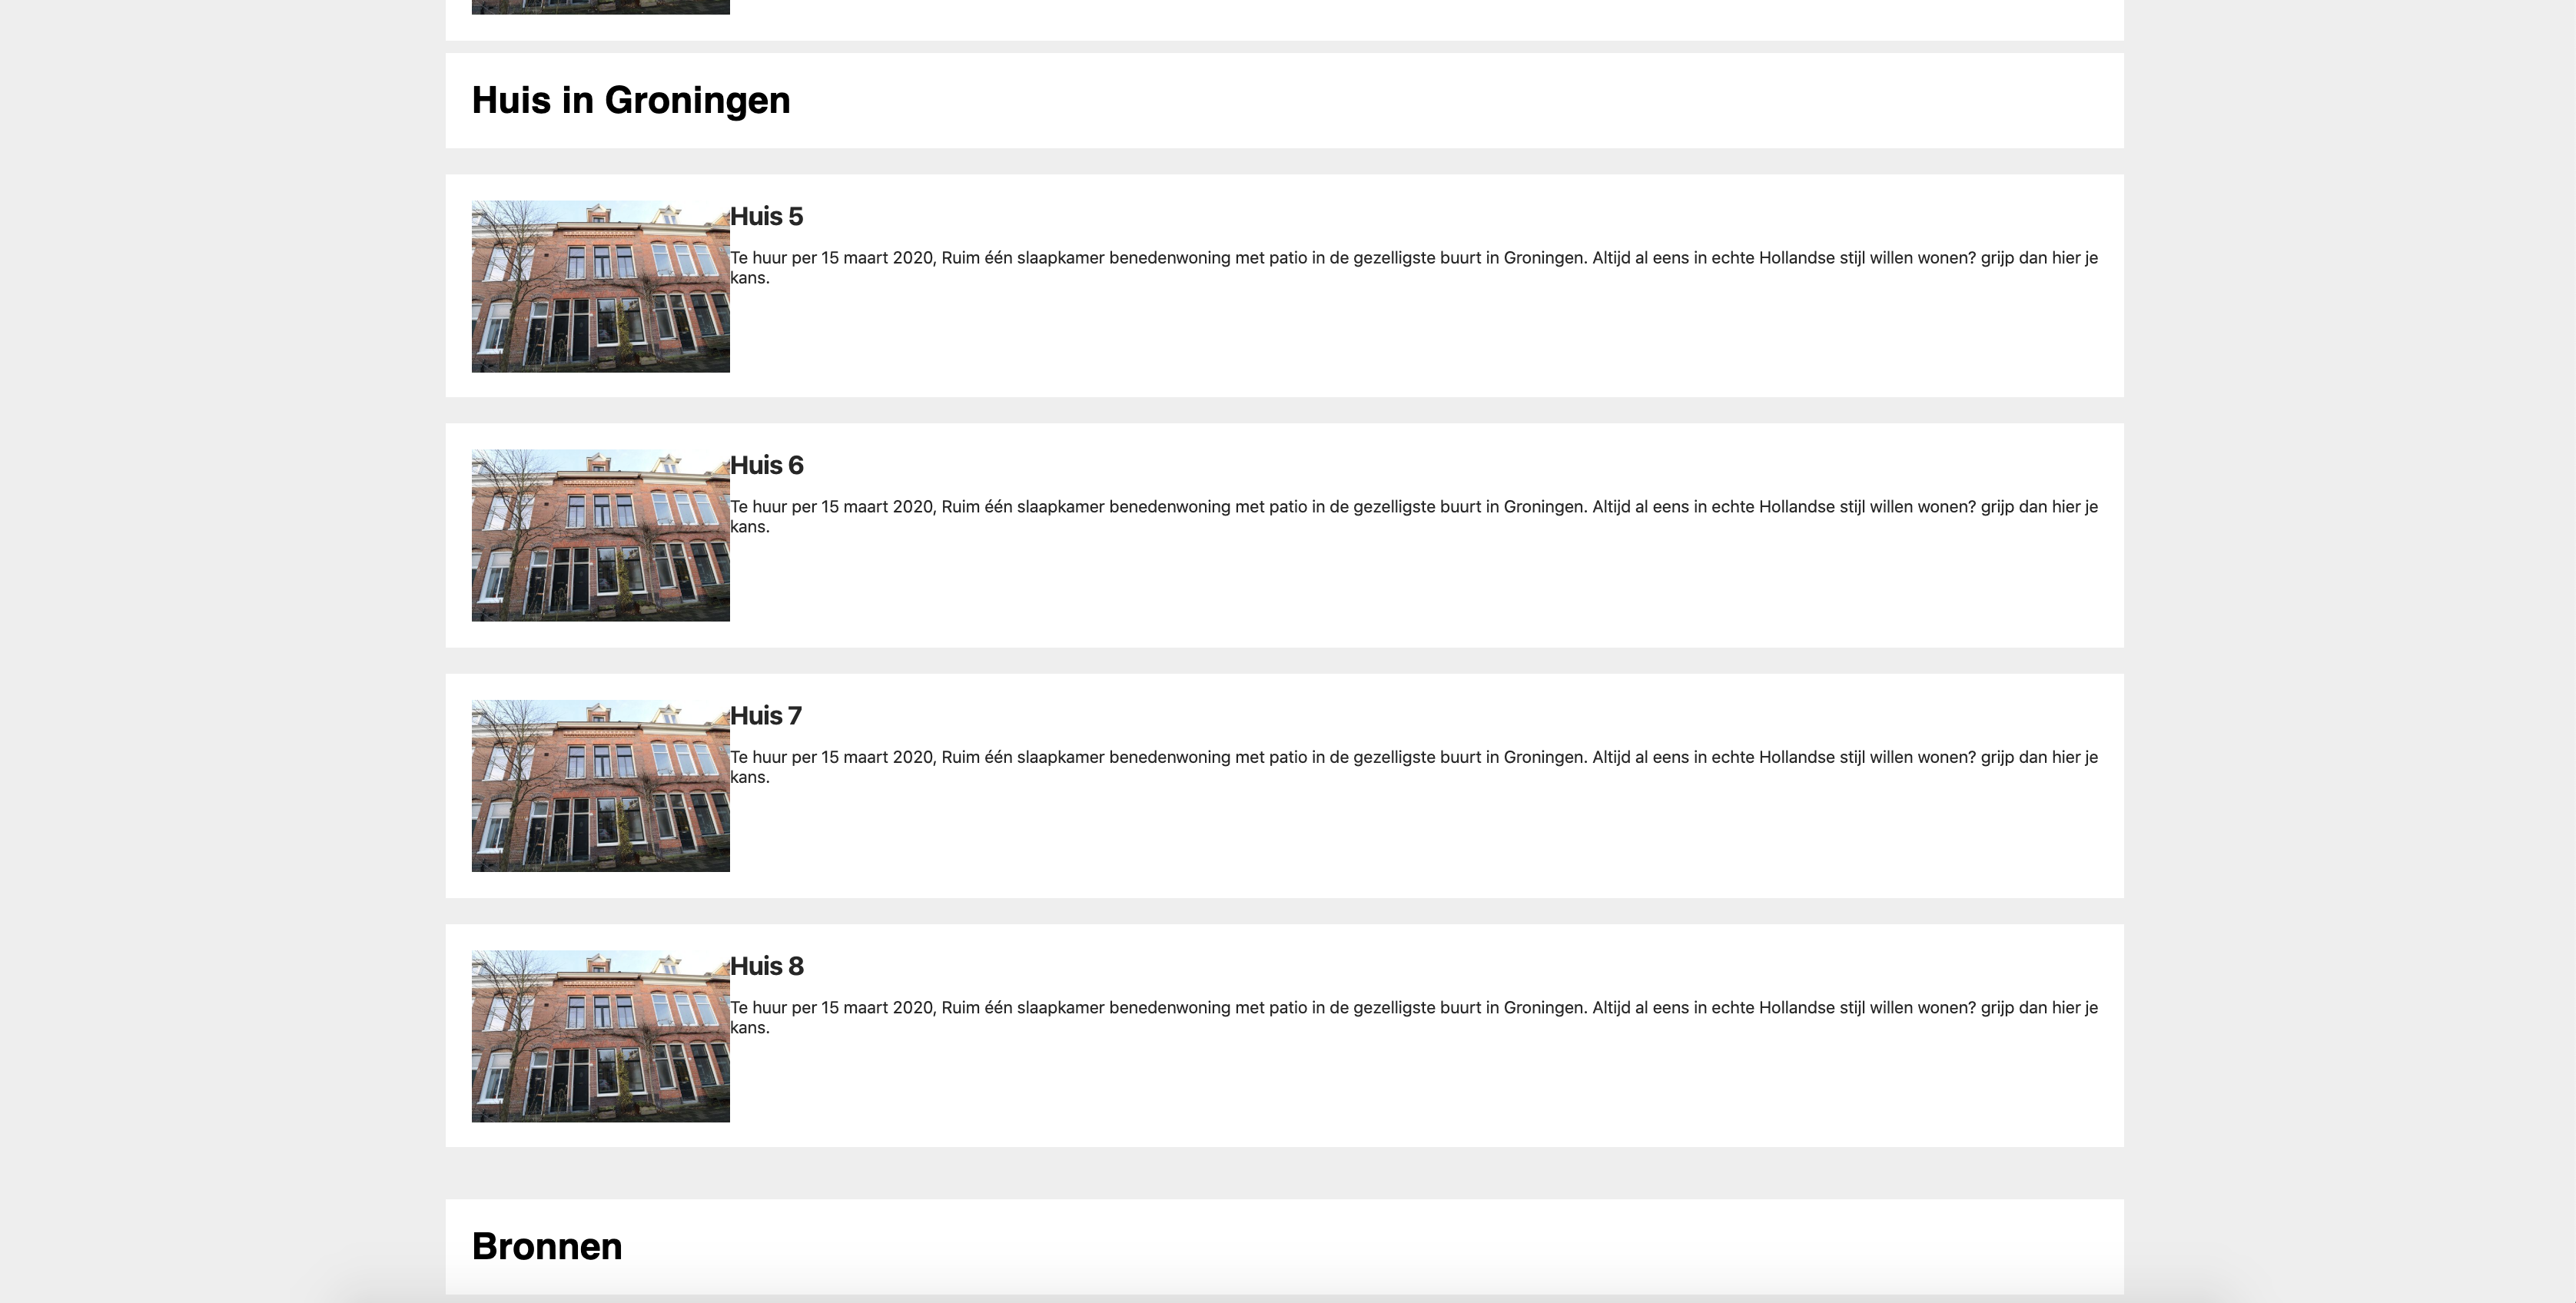 Huis in Groningen
Huis 5
Te huur per 15 maart 2020, Ruim één slaapkamer benedenwoning met patio in de gezelligste buurt in Groningen. Altijd al eens in echte Hollandse stijl willen wonen? grijp dan hier je
kans.
Huis 6
Te huur per 15 maart 2020, Ruim één slaapkamer benedenwoning met patio in de gezelligste buurt in Groningen. Altijd al eens in echte Hollandse stijl willen wonen? grijp dan hier je
kans.
Huis 7
Te huur per 15 maart 2020, Ruim één slaapkamer benedenwoning met patio in de gezelligste buurt in Groningen. Altijd al eens in echte Hollandse stijl willen wonen? grijp dan hier je
kans.
Huis 8
Te huur per 15 maart 2020, Ruim één slaapkamer benedenwoning met patio in de gezelligste buurt in Groningen. Altijd al eens in echte Hollandse stijl willen wonen? grijp dan hier je
kans.
Bronnen